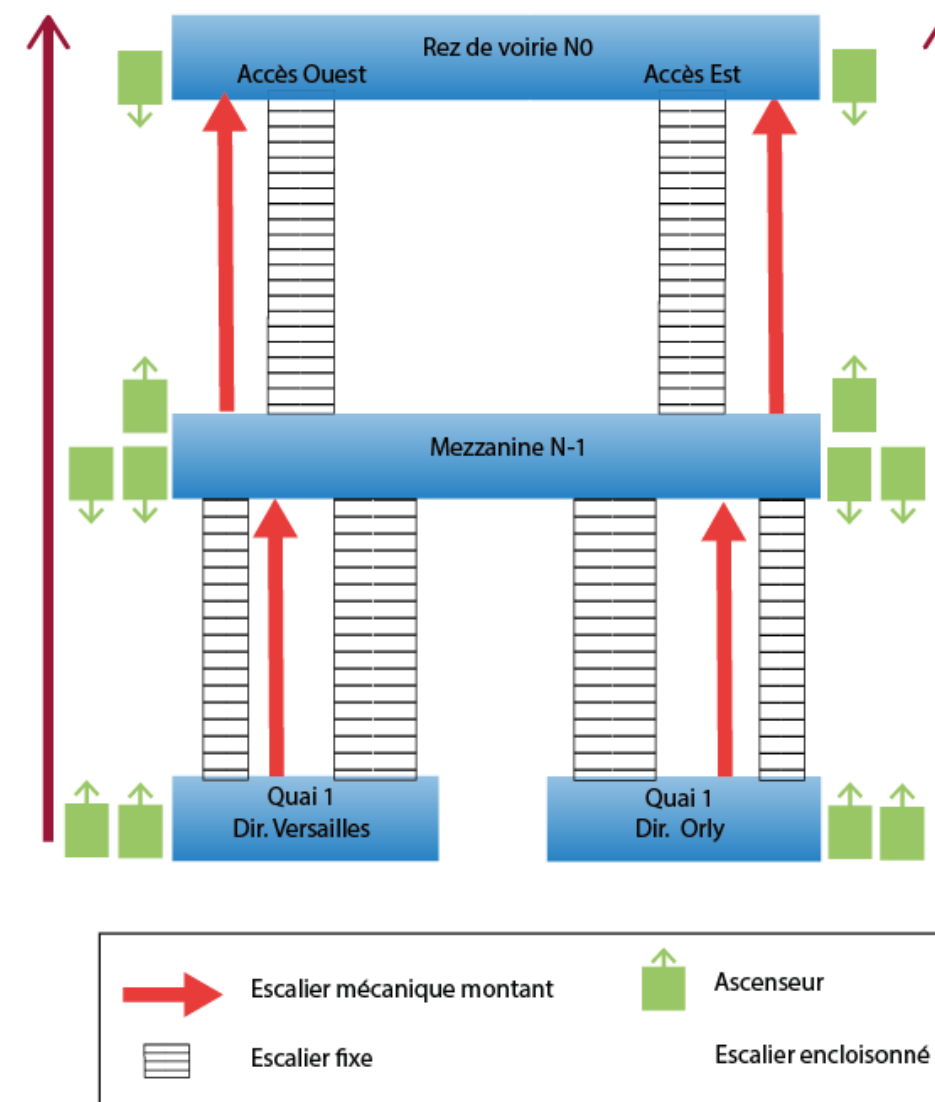 Rez de voirie N0
Accès Ouest
Accès Est
Mezzanine N-1
Quai 1
Dir. Versailles
Quai 1
Dir. Orly
Escalier mécanique montant
Ascenseur
Escalier fixe
Escalier encloisonné